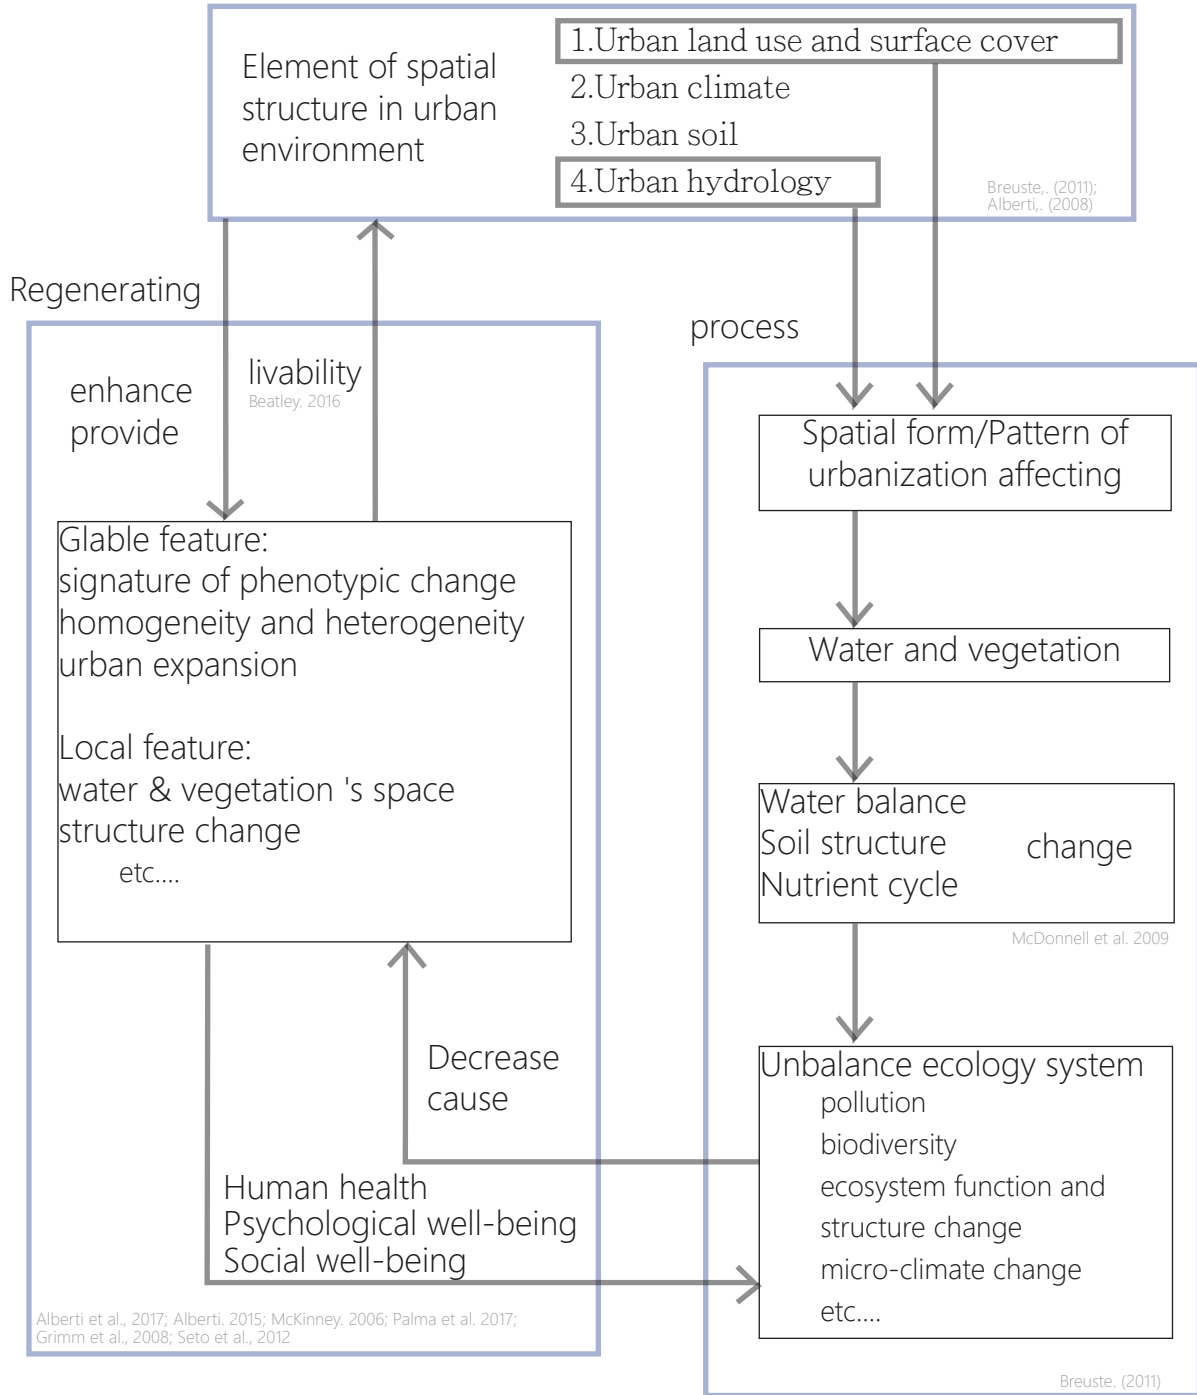 Element of spatial
structure in urban
environment
1.Urban land use and surface cover
2.Urban climate
3.Urban soil
4.Urban hydrology
Breuste,. (2011);
Alberti,. (2008)
Regenerating
enhance
provide
livability
Beatley. 2016
Glable feature:
signature of phenotypic change
homogeneity and heterogeneity
urban expansion
Local feature:
water & vegetation 's space
structure change
etc....
Decrease
cause
Human health
Psychological well-being
Social well-being
Alberti et al., 2017; Alberti. 2015; McKinney. 2006; Palma et al. 2017;
Grimm et al., 2008; Seto et al., 2012
process
Spatial form/Pattern of
urbanization affecting
Water and vegetation
Water balance
Soil structure
Nutrient cycle
change
McDonnell et al. 2009
Unbalance ecology system
pollution
biodiversity
ecosystem function and
structure change
micro-climate change
etc....
Breuste. (2011)